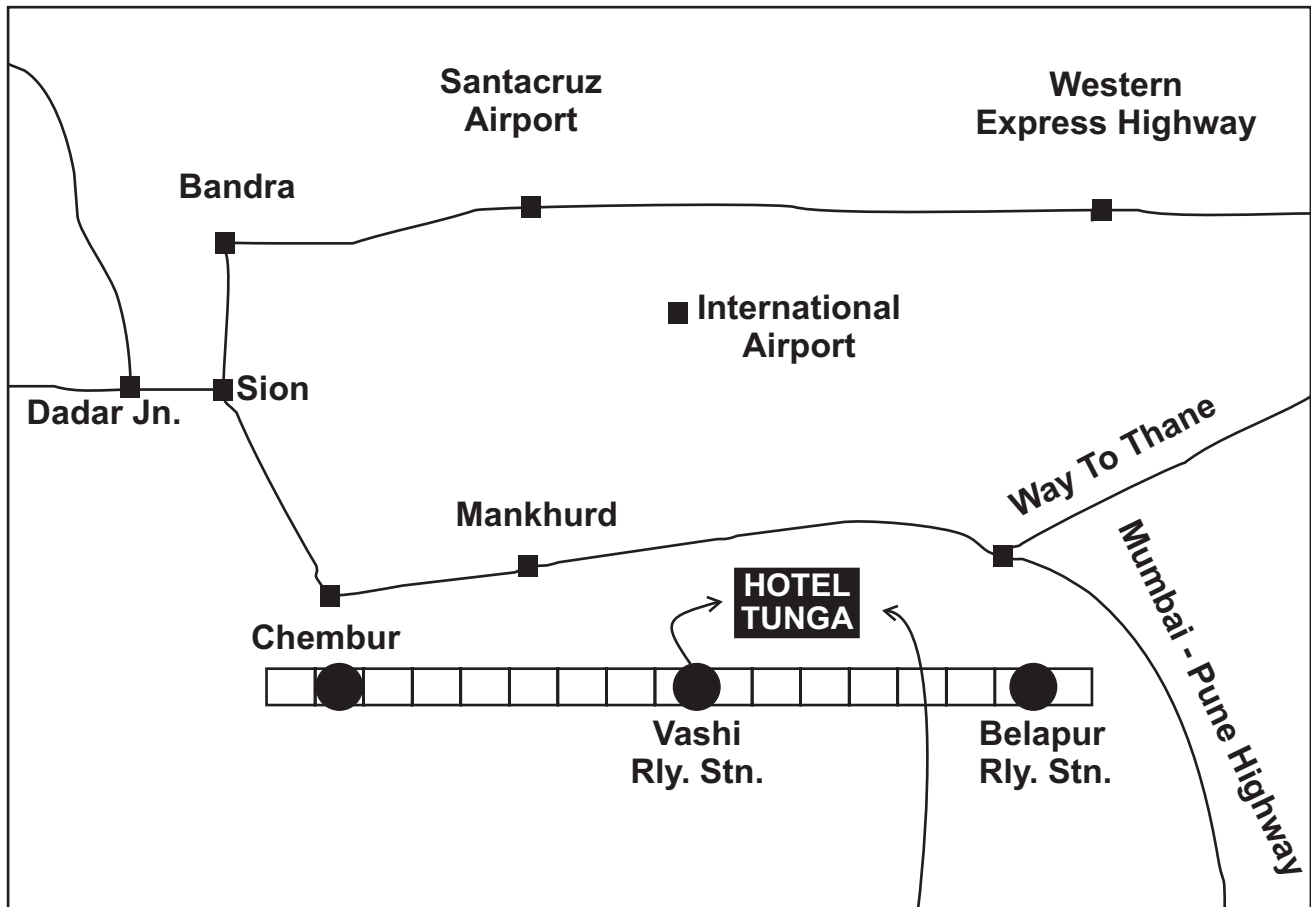 Santacruz
Airport
Western
Express Highway
Bandra
International
Airport
Sion
Dadar Jn.
Way To Thane
Mankhurd
Mumbai - Pune Highway
HOTEL
TUNGA
Chembur
Vashi
Rly. Stn.
Belapur
Rly. Stn.